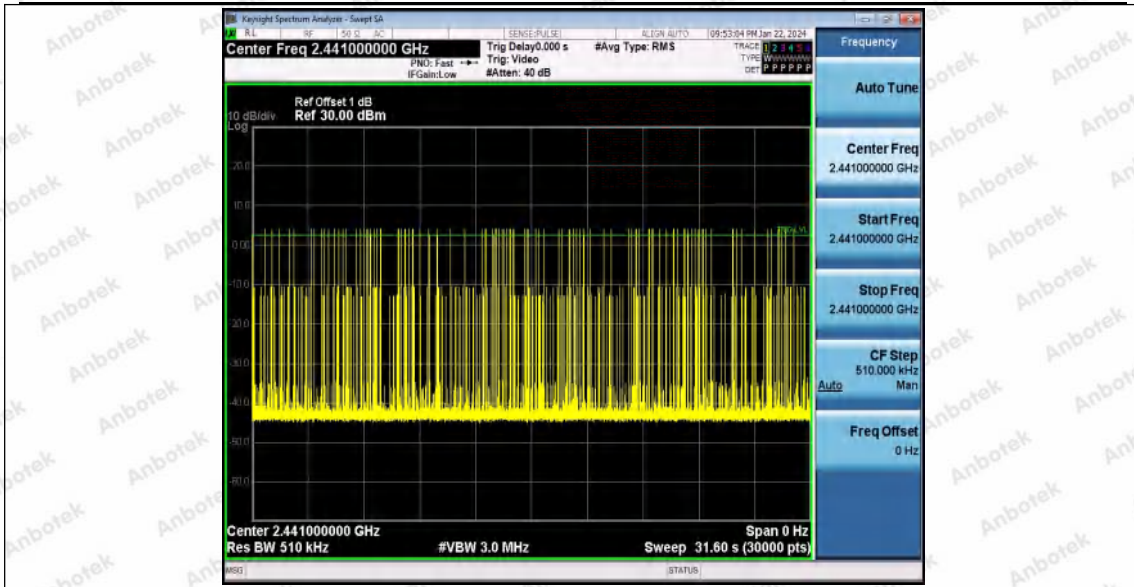 Keysight Spectrum Analyzer - Swept SA
RL RF 50 Ω AC SENSE:PULSE ALIGN AUTO 09:53:04 PM Jan 22, 2024
Center Freq 2.441000000 GHz
Trig Delay0.000 s #Avg Type: RMS TRACE 1 2 3 4 5 6
PNO: Fast Trig: Video TYPE WWWWWW
IFGain:Low #Atten: 40 dB DET P P P P P P
Ref Offset 1 dB
10 dB/div Ref 30.00 dBm
Log
20.0
10.0
0.00
-10.0
-20.0
-30.0
-40.0
-50.0
-60.0
Center 2.441000000 GHz Span 0 Hz
Res BW 510 kHz #VBW 3.0 MHz Sweep 31.60 s (30000 pts)
MSG STATUS
Frequency
Auto Tune
Center Freq
2.441000000 GHz
Start Freq
2.441000000 GHz
Stop Freq
2.441000000 GHz
CF Step
510.000 kHz
Auto Man
Freq Offset
0 Hz
Anbotek